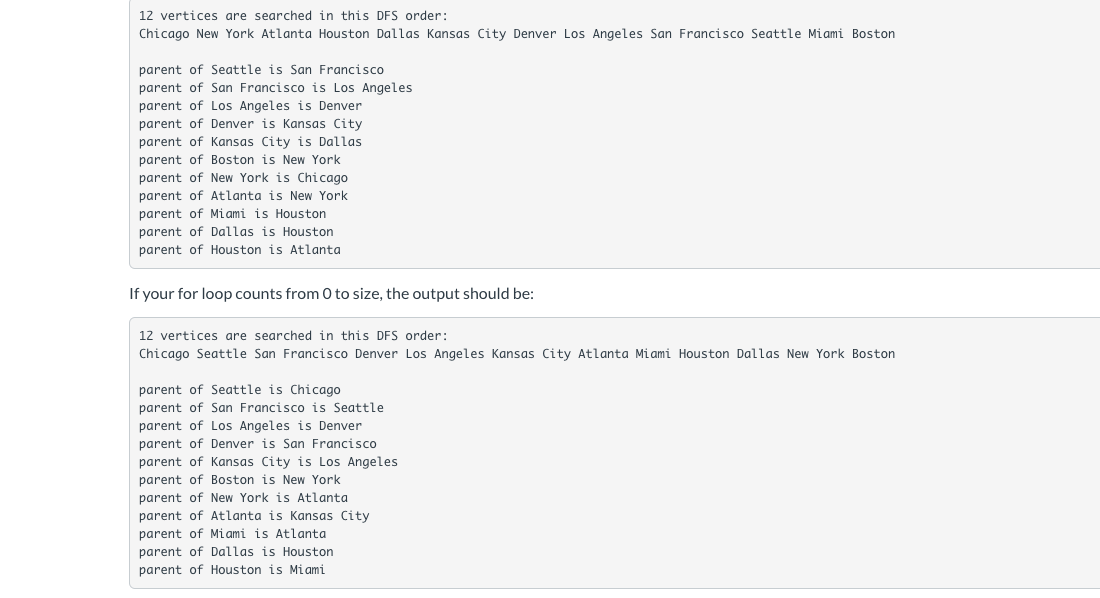 12 vertices are searched in this DFS order:
Chicago New York Atlanta Houston Dallas Kansas City Denver Los Angeles San Francisco Seattle Miami Boston
parent of Seattle is San Francisco
parent of San Francisco is Los Angeles
parent of Los Angeles is Denver
parent of Denver is Kansas City
parent of Kansas City is Dallas
parent of Boston is New York
parent of New York is Chicago
parent of Atlanta is New York
parent of Miami is Houston
parent of Dallas is Houston
parent of Houston is Atlanta
If your for loop counts from 0 to size, the output should be:
12 vertices are searched in this DFS order:
Chicago Seattle San Francisco Denver Los Angeles Kansas City Atlanta Miami Houston Dallas New York Boston
parent of Seattle is Chicago
parent of San Francisco is Seattle
parent of Los Angeles is Denver
parent of Denver is San Francisco
parent of Kansas City is Los Angeles
parent of Boston is New York
parent of New York is Atlanta
parent of Atlanta is Kansas City
parent of Miami is Atlanta
parent of Dallas is Houston
parent of Houston is Miami